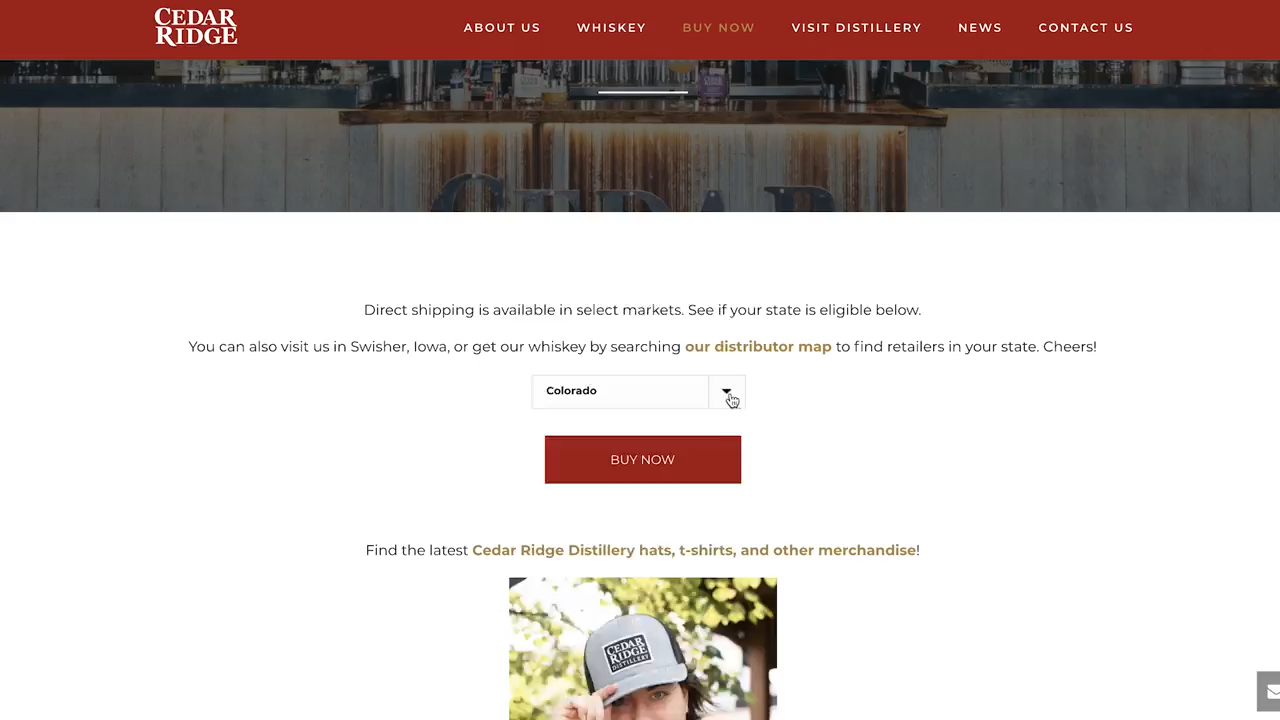 CEDAR
RIDGE
ABOUT US WHISKEY BUY NOW VISIT DISTILLERY NEWS CONTACT US
CEDAR
Direct shipping is available in select markets. See if your state is eligible below.
You can also visit us in Swisher, Iowa, or get our whiskey by searching our distributor map to find retailers in your state. Cheers!
Colorado
BUY NOW
Find the latest Cedar Ridge Distillery hats, t-shirts, and other merchandise!
CEDAR
RIDGE
DISTILLERY